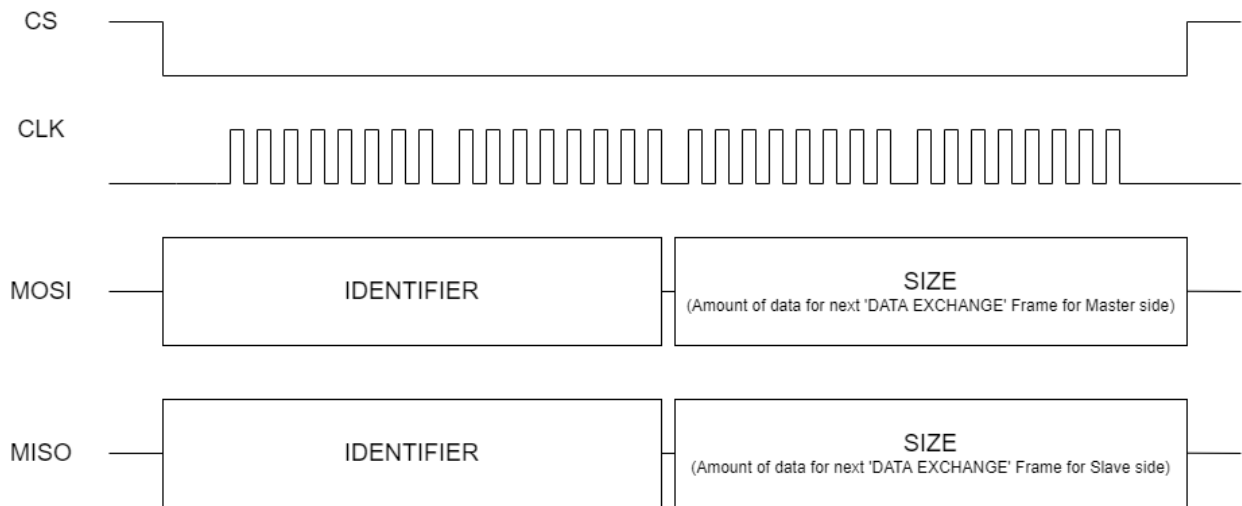 CS
CLK
MOSI
IDENTIFIER
SIZE
(Amount of data for next 'DATA EXCHANGE' Frame for Master side)
MISO
IDENTIFIER
SIZE
(Amount of data for next 'DATA EXCHANGE' Frame for Slave side)